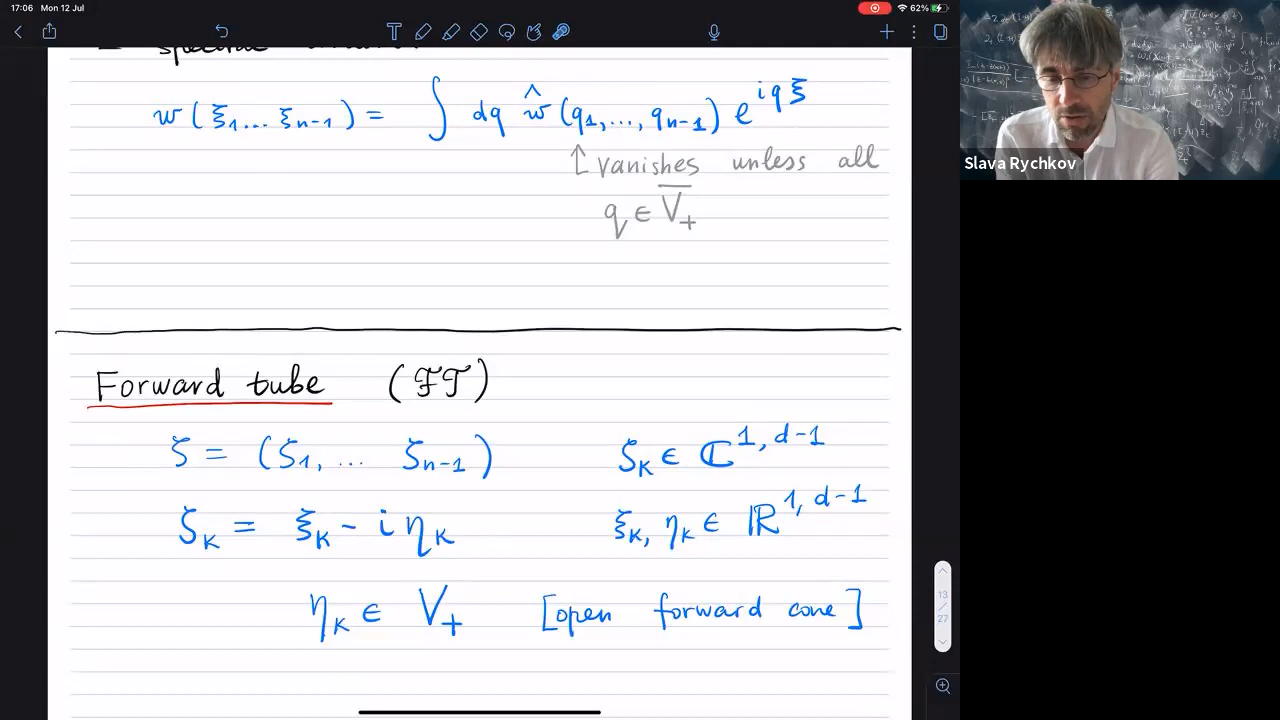 17:06 Mon 12 Jul
62%
w ( ξ1 ... ξn-1 ) = ∫ dq ŵ (q1, ..., qn-1) e^{iqξ}
↑ vanishes unless all
q ∈ V̅+
Forward tube (ℱ𝒯)
ζ = (ζ1, ... ζn-1) ζk ∈ ℂ^{1, d-1}
ζk = ξk - i ηk ξk, ηk ∈ ℝ^{1, d-1}
ηk ∈ V+ [open forward cone]
13
/
27
Slava Rychkov